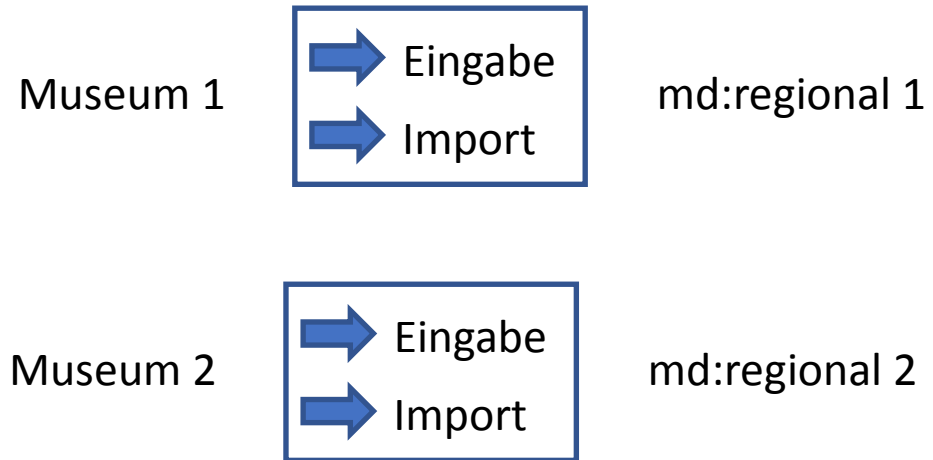 Museum 1
Eingabe
Import
md:regional 1
Museum 2
Eingabe
Import
md:regional 2